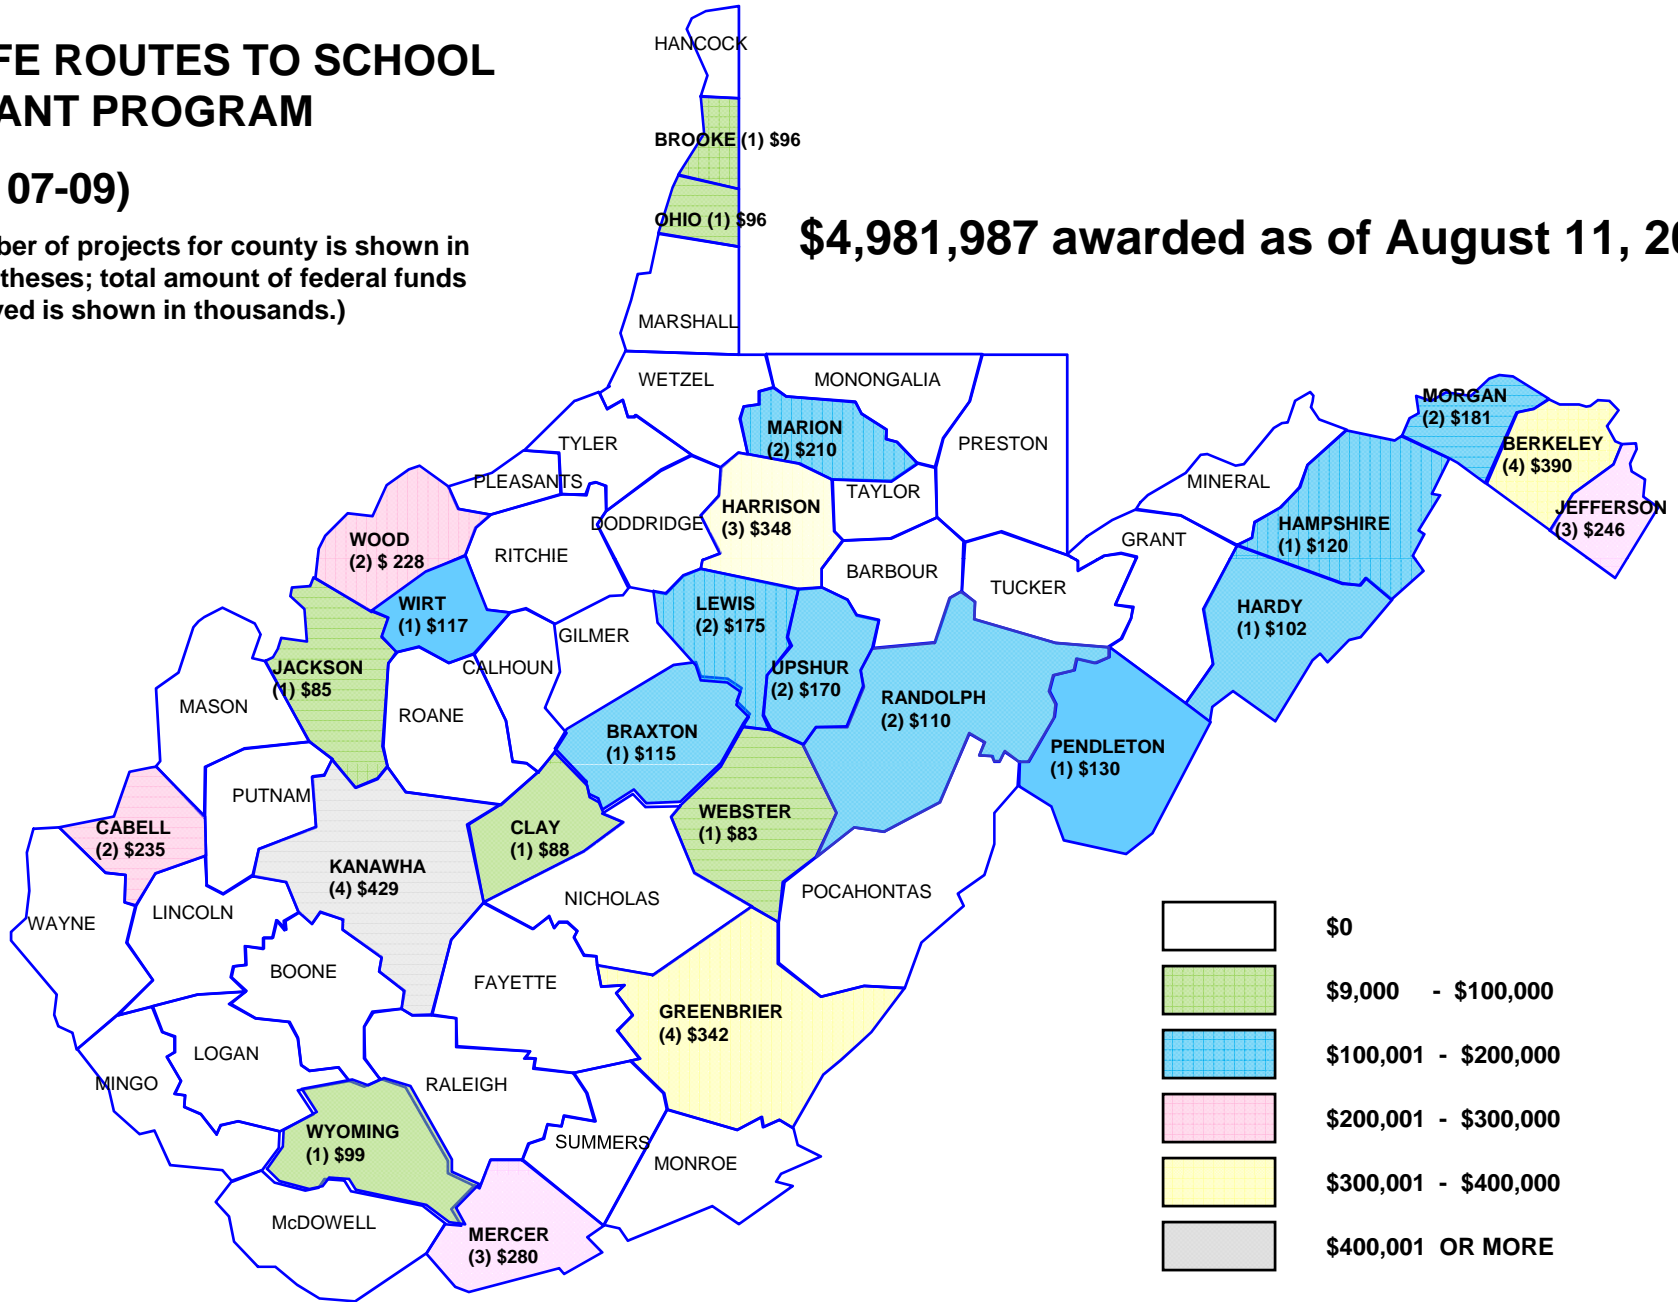 FE ROUTES TO SCHOOL
ANT PROGRAM
07-09)
ber of projects for county is shown in
theses; total amount of federal funds
ved is shown in thousands.)
$4,981,987 awarded as of August 11, 20
HANCOCK
BROOKE (1) $96
OHIO (1) $96
MARSHALL
WETZEL
MONONGALIA
MARION
(2) $210
PRESTON
TYLER
PLEASANTS
TAYLOR
HARRISON
(3) $348
DODDRIDGE
WOOD
(2) $ 228
RITCHIE
MINERAL
MORGAN
(2) $181
BERKELEY
(4) $390
JEFFERSON
(3) $246
HAMPSHIRE
(1) $120
GRANT
BARBOUR
TUCKER
WIRT
(1) $117
LEWIS
(2) $175
HARDY
(1) $102
GILMER
CALHOUN
JACKSON
(1) $85
UPSHUR
(2) $170
RANDOLPH
(2) $110
MASON
ROANE
BRAXTON
(1) $115
PENDLETON
(1) $130
PUTNAM
CABELL
(2) $235
CLAY
(1) $88
WEBSTER
(1) $83
KANAWHA
(4) $429
NICHOLAS
POCAHONTAS
WAYNE
LINCOLN
BOONE
FAYETTE
GREENBRIER
(4) $342
LOGAN
MINGO
RALEIGH
WYOMING
(1) $99
SUMMERS
MONROE
McDOWELL
MERCER
(3) $280
$0
$9,000 - $100,000
$100,001 - $200,000
$200,001 - $300,000
$300,001 - $400,000
$400,001 OR MORE